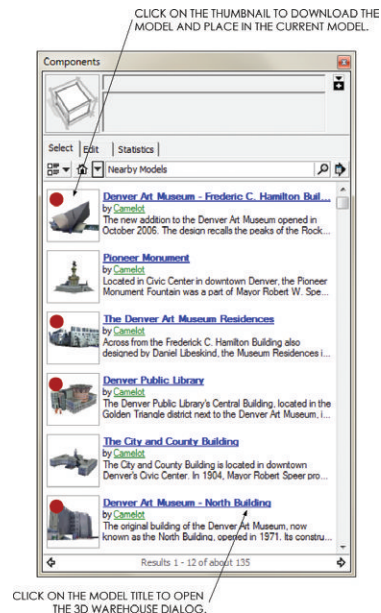 CLICK ON THE THUMBNAIL TO DOWNLOAD THE
MODEL AND PLACE IN THE CURRENT MODEL.
Components
Select
Edit
Statistics
Nearby Models
Denver Art Museum - Frederic C. Hamilton Buil...
by Camelot
The new addition to the Denver Art Museum opened in
October 2006. The design recalls the peaks of the Rock...
Pioneer Monument
by Camelot
Located in Civic Center in downtown Denver, the Pioneer
Monument Fountain was a part of Mayor Robert W. Spe...
The Denver Art Museum Residences
by Camelot
Across from the Frederick C. Hamilton Building also
designed by Daniel Libeskind, the Museum Residences i...
Denver Public Library
by Camelot
The Denver Public Library's Central Building, located in the
Golden Triangle district next to the Denver Art Museum, i...
The City and County Building
by Camelot
The City and County Building is located in downtown
Denver's Civic Center. In 1904, Mayor Robert Speer pro...
Denver Art Museum - North Building
by Camelot
The original building of the Denver Art Museum, now
known as the North Building, opened in 1971. Its constru...
Results 1 - 12 of about 135
CLICK ON THE MODEL TITLE TO OPEN
THE 3D WAREHOUSE DIALOG.